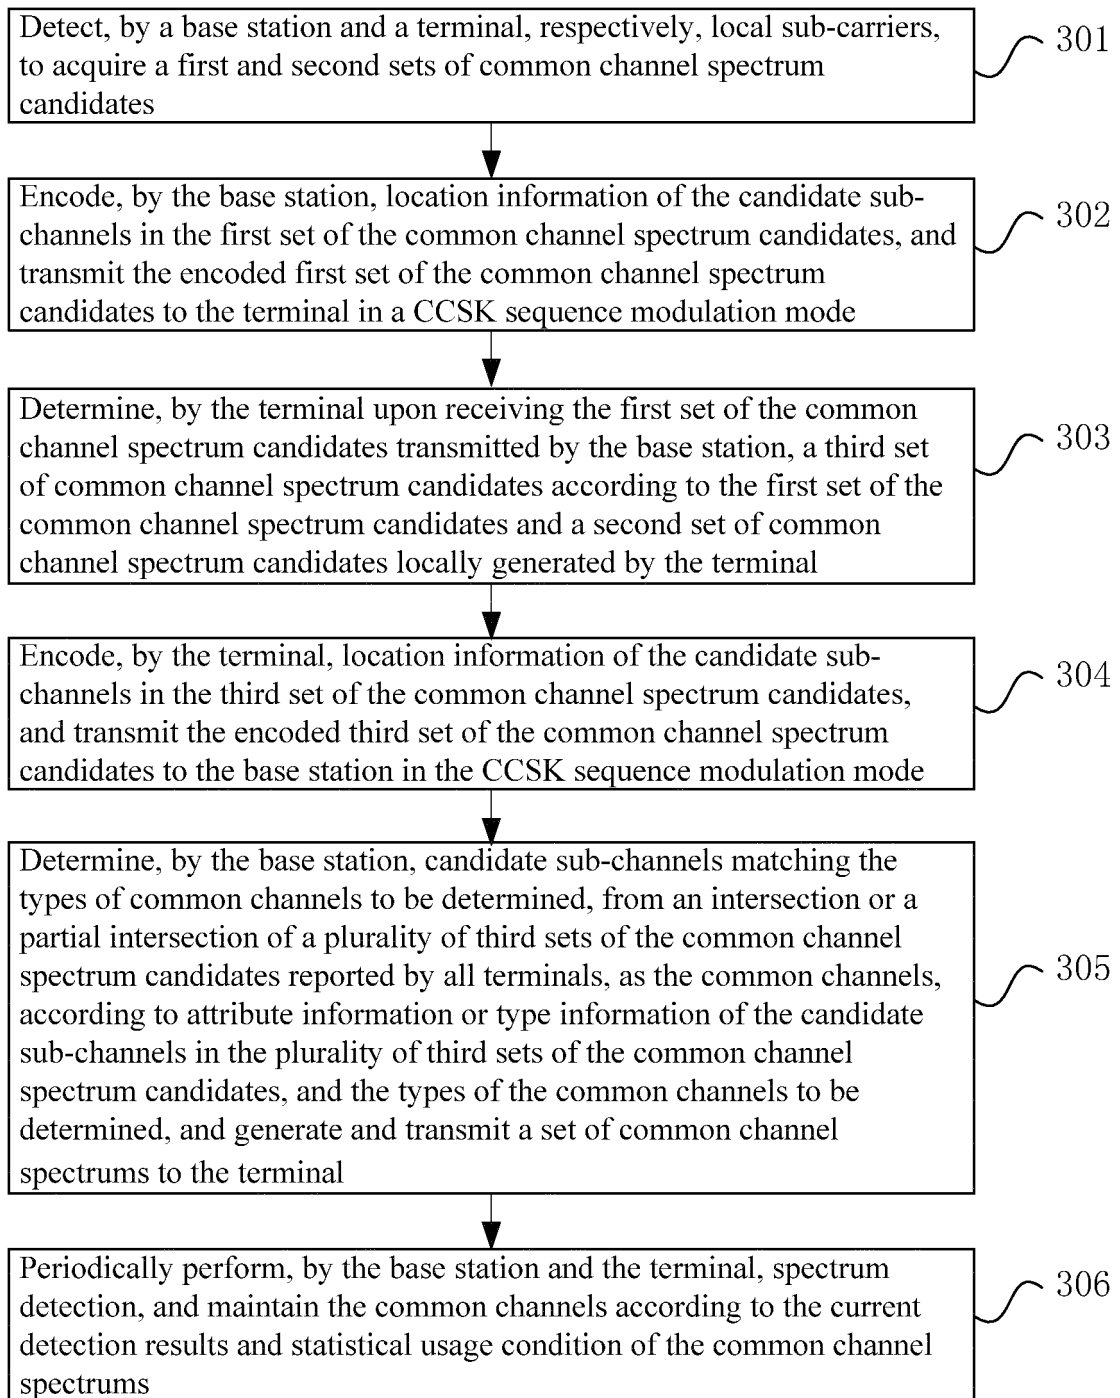 Detect, by a base station and a terminal, respectively, local sub-carriers,
to acquire a first and second sets of common channel spectrum
candidates
301
Encode, by the base station, location information of the candidate sub-
channels in the first set of the common channel spectrum candidates, and
transmit the encoded first set of the common channel spectrum
candidates to the terminal in a CCSK sequence modulation mode
302
Determine, by the terminal upon receiving the first set of the common
channel spectrum candidates transmitted by the base station, a third set
of common channel spectrum candidates according to the first set of the
common channel spectrum candidates and a second set of common
channel spectrum candidates locally generated by the terminal
303
Encode, by the terminal, location information of the candidate sub-
channels in the third set of the common channel spectrum candidates,
and transmit the encoded third set of the common channel spectrum
candidates to the base station in the CCSK sequence modulation mode
304
Determine, by the base station, candidate sub-channels matching the
types of common channels to be determined, from an intersection or a
partial intersection of a plurality of third sets of the common channel
spectrum candidates reported by all terminals, as the common channels,
according to attribute information or type information of the candidate
sub-channels in the plurality of third sets of the common channel
spectrum candidates, and the types of the common channels to be
determined, and generate and transmit a set of common channel
spectrums to the terminal
305
Periodically perform, by the base station and the terminal, spectrum
detection, and maintain the common channels according to the current
detection results and statistical usage condition of the common channel
spectrums
306